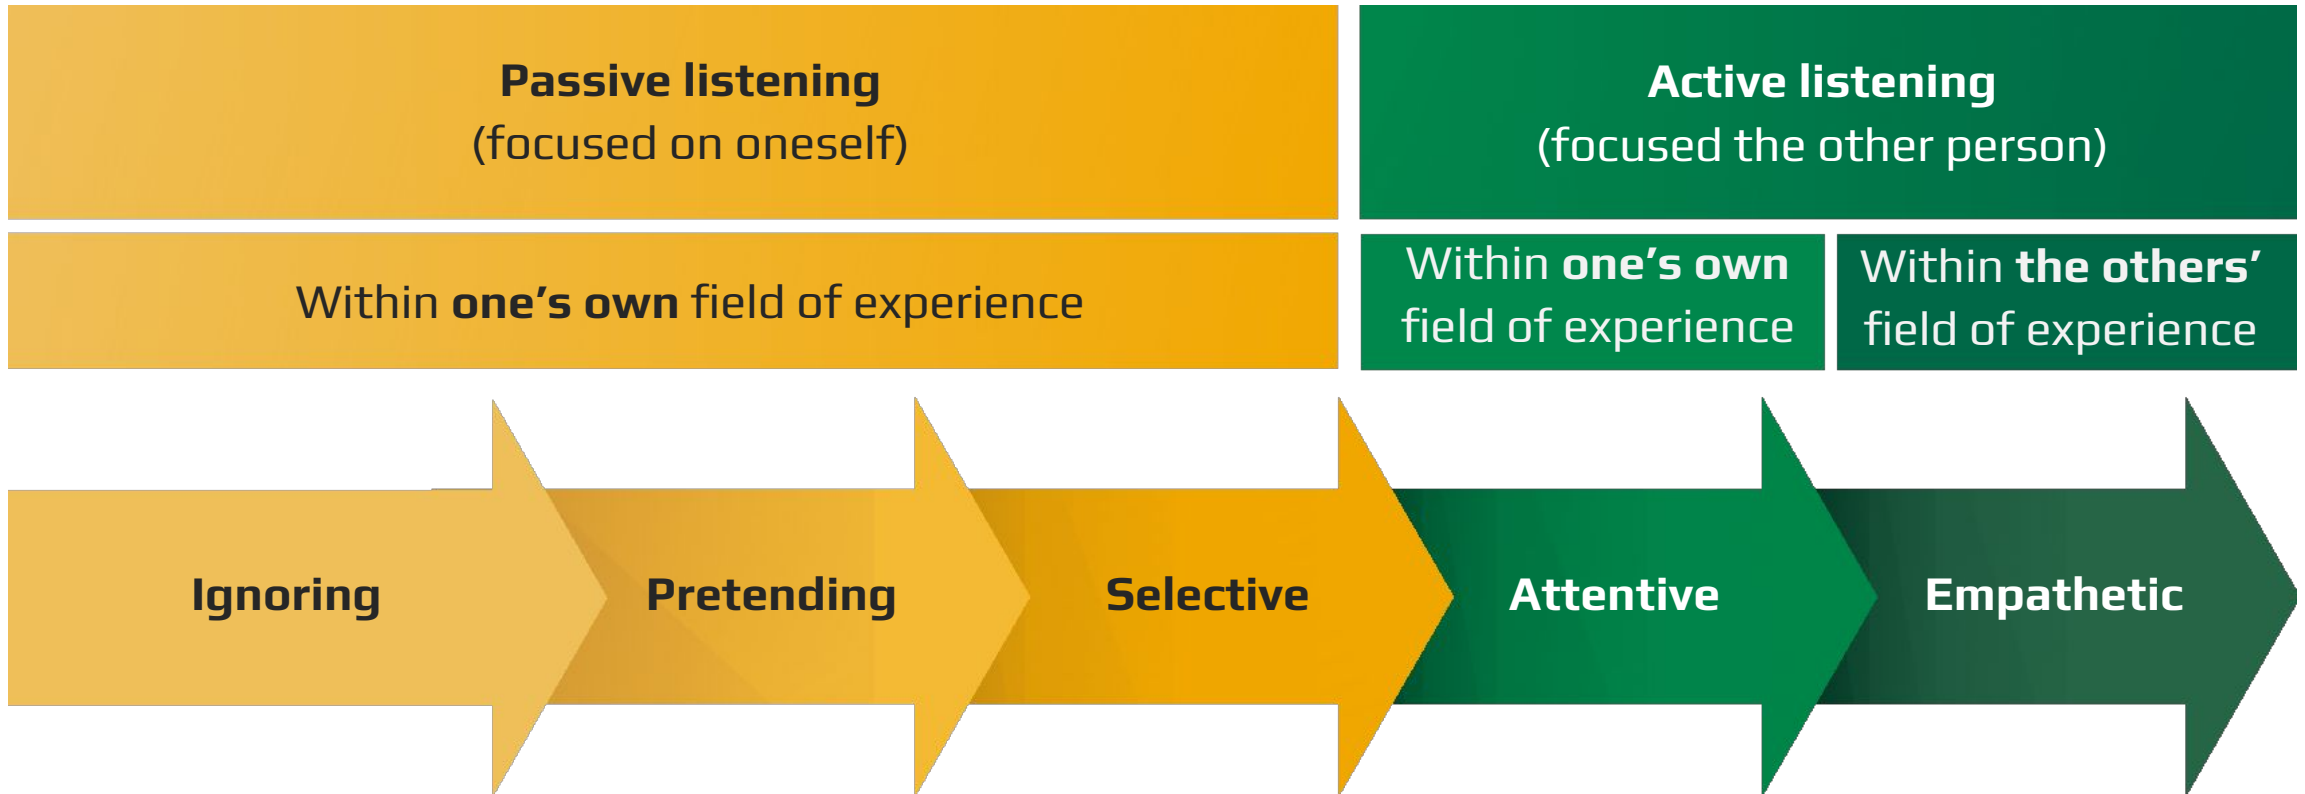 Passive listening
(focused on oneself)
Active listening
(focused the other person)
Within one’s own field of experience
Within one’s own
field of experience
Within the others’
field of experience
Ignoring
Pretending
Selective
Attentive
Empathetic